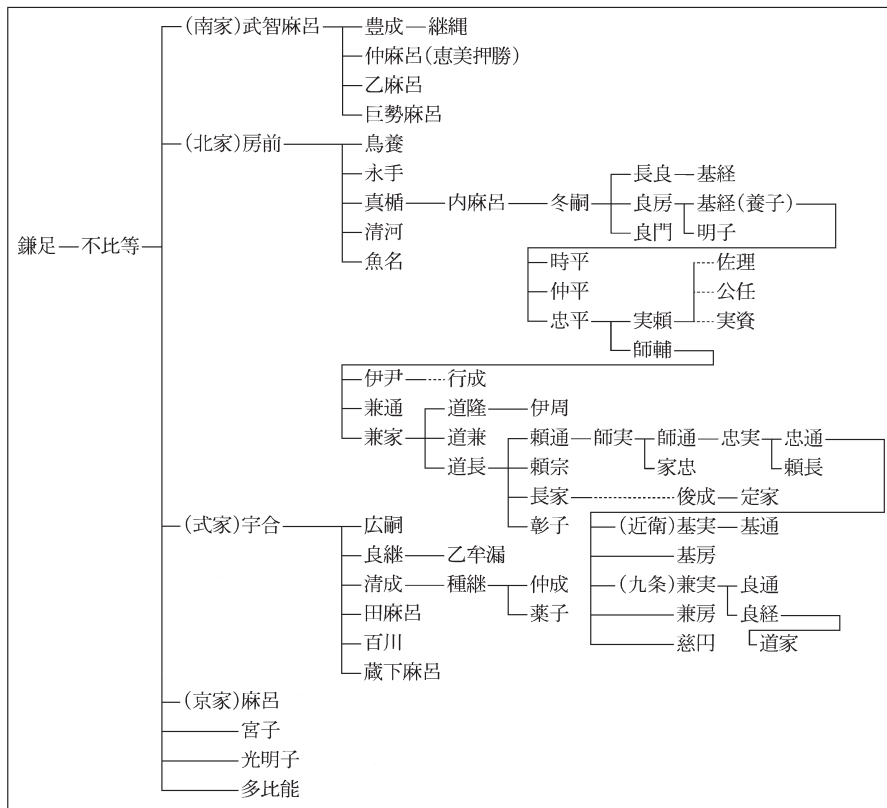 (南家)武智麻呂 豊成 継縄
仲麻呂(恵美押勝)
乙麻呂
巨勢麻呂
(北家)房前 鳥養
永手 長良 基経
真楯 内麻呂 冬嗣 良房 基経(養子)
清河 良門 明子
鎌足 不比等
魚名 時平 佐理
仲平 公任
忠平 実頼 実資
師輔
伊尹 行成
兼通 道隆 伊周
兼家 道兼 頼通 師実 師通 忠実 忠通
道長 頼宗 家忠 頼長
長家 俊成 定家
(式家)宇合 広嗣 彰子 (近衛)基実 基通
良継 乙牟漏 基房
清成 種継 仲成 (九条)兼実 良通
田麻呂 薬子 兼房 良経
百川 慈円 道家
蔵下麻呂
(京家)麻呂
宮子
光明子
多比能